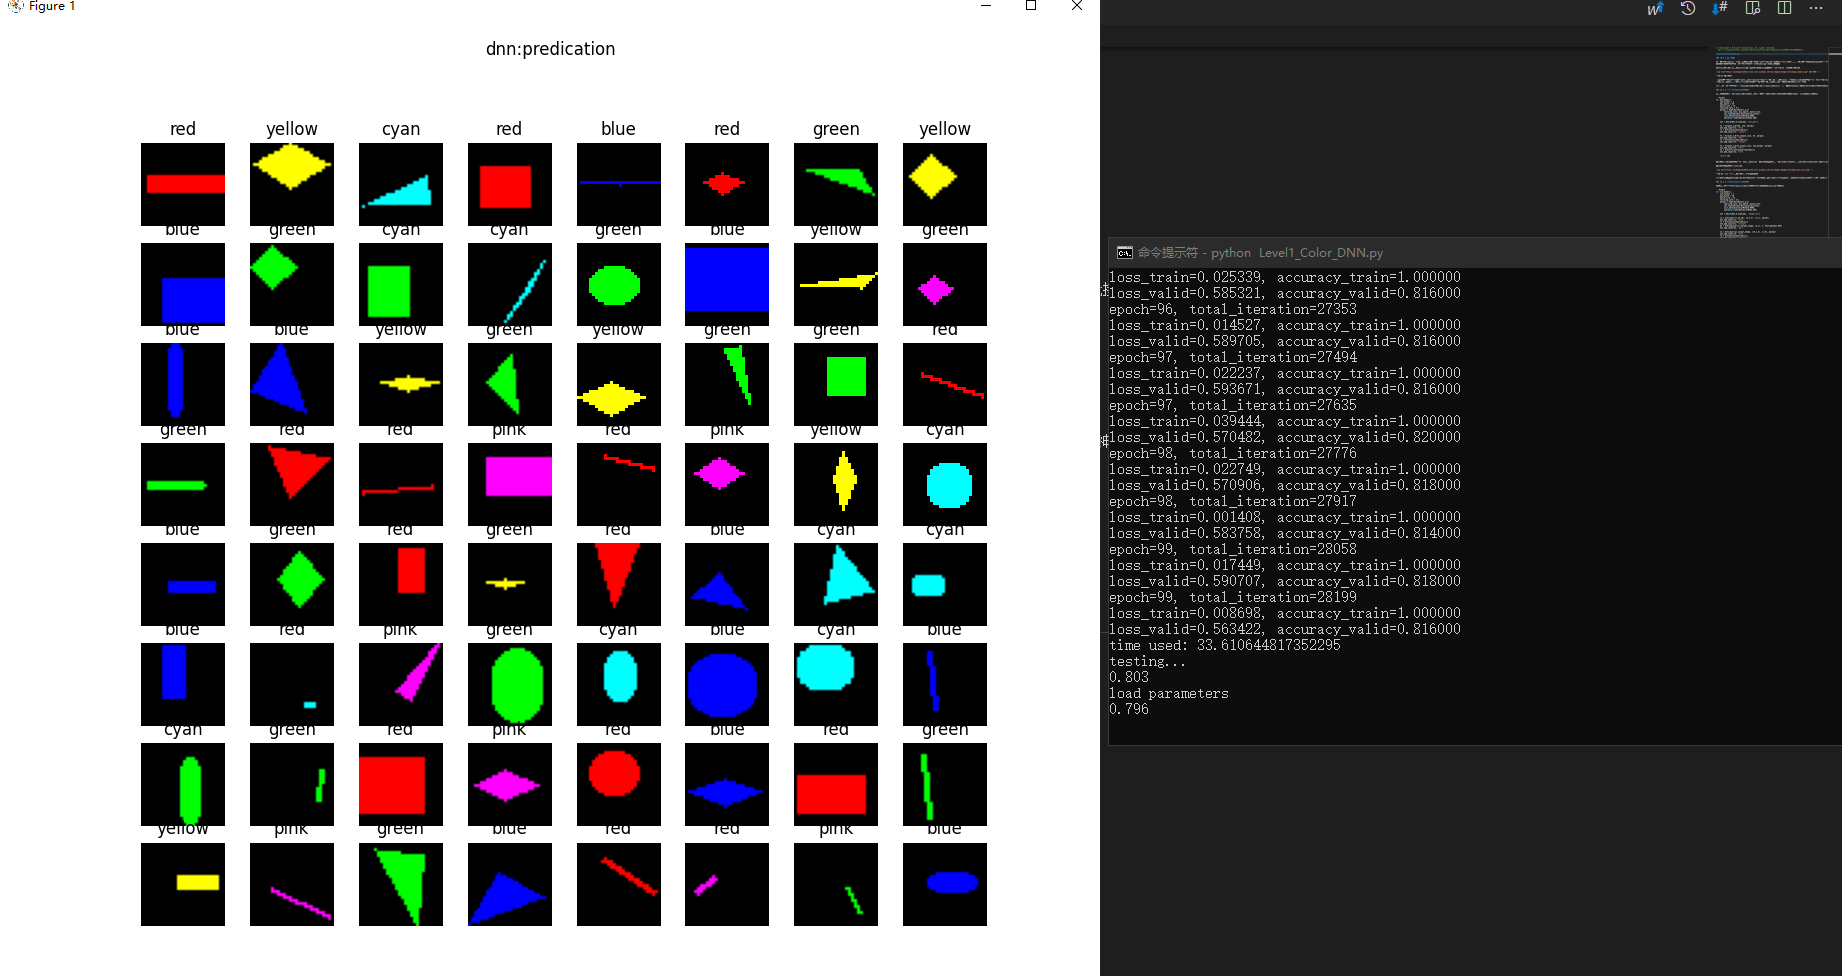 Figure 1
dnn:predication
red yellow cyan red blue red green yellow
blue green cyan cyan green blue yellow green
blue blue yellow green yellow green green red
green red red pink red pink yellow cyan
blue green red green red blue cyan cyan
blue red pink green cyan blue cyan blue
cyan green red pink red blue red green
yellow pink green blue red red pink blue
命令提示符 - python Level1_Color_DNN.py
loss_train=0.025339, accuracy_train=1.000000
loss_valid=0.585321, accuracy_valid=0.816000
epoch=96, total_iteration=27353
loss_train=0.014527, accuracy_train=1.000000
loss_valid=0.589705, accuracy_valid=0.816000
epoch=97, total_iteration=27494
loss_train=0.022237, accuracy_train=1.000000
loss_valid=0.593671, accuracy_valid=0.816000
epoch=97, total_iteration=27635
loss_train=0.039444, accuracy_train=1.000000
loss_valid=0.570482, accuracy_valid=0.820000
epoch=98, total_iteration=27776
loss_train=0.022749, accuracy_train=1.000000
loss_valid=0.570906, accuracy_valid=0.818000
epoch=98, total_iteration=27917
loss_train=0.001408, accuracy_train=1.000000
loss_valid=0.583758, accuracy_valid=0.814000
epoch=99, total_iteration=28058
loss_train=0.017449, accuracy_train=1.000000
loss_valid=0.590707, accuracy_valid=0.818000
epoch=99, total_iteration=28199
loss_train=0.008698, accuracy_train=1.000000
loss_valid=0.563422, accuracy_valid=0.816000
time used: 33.610644817352295
testing...
0.803
load parameters
0.796